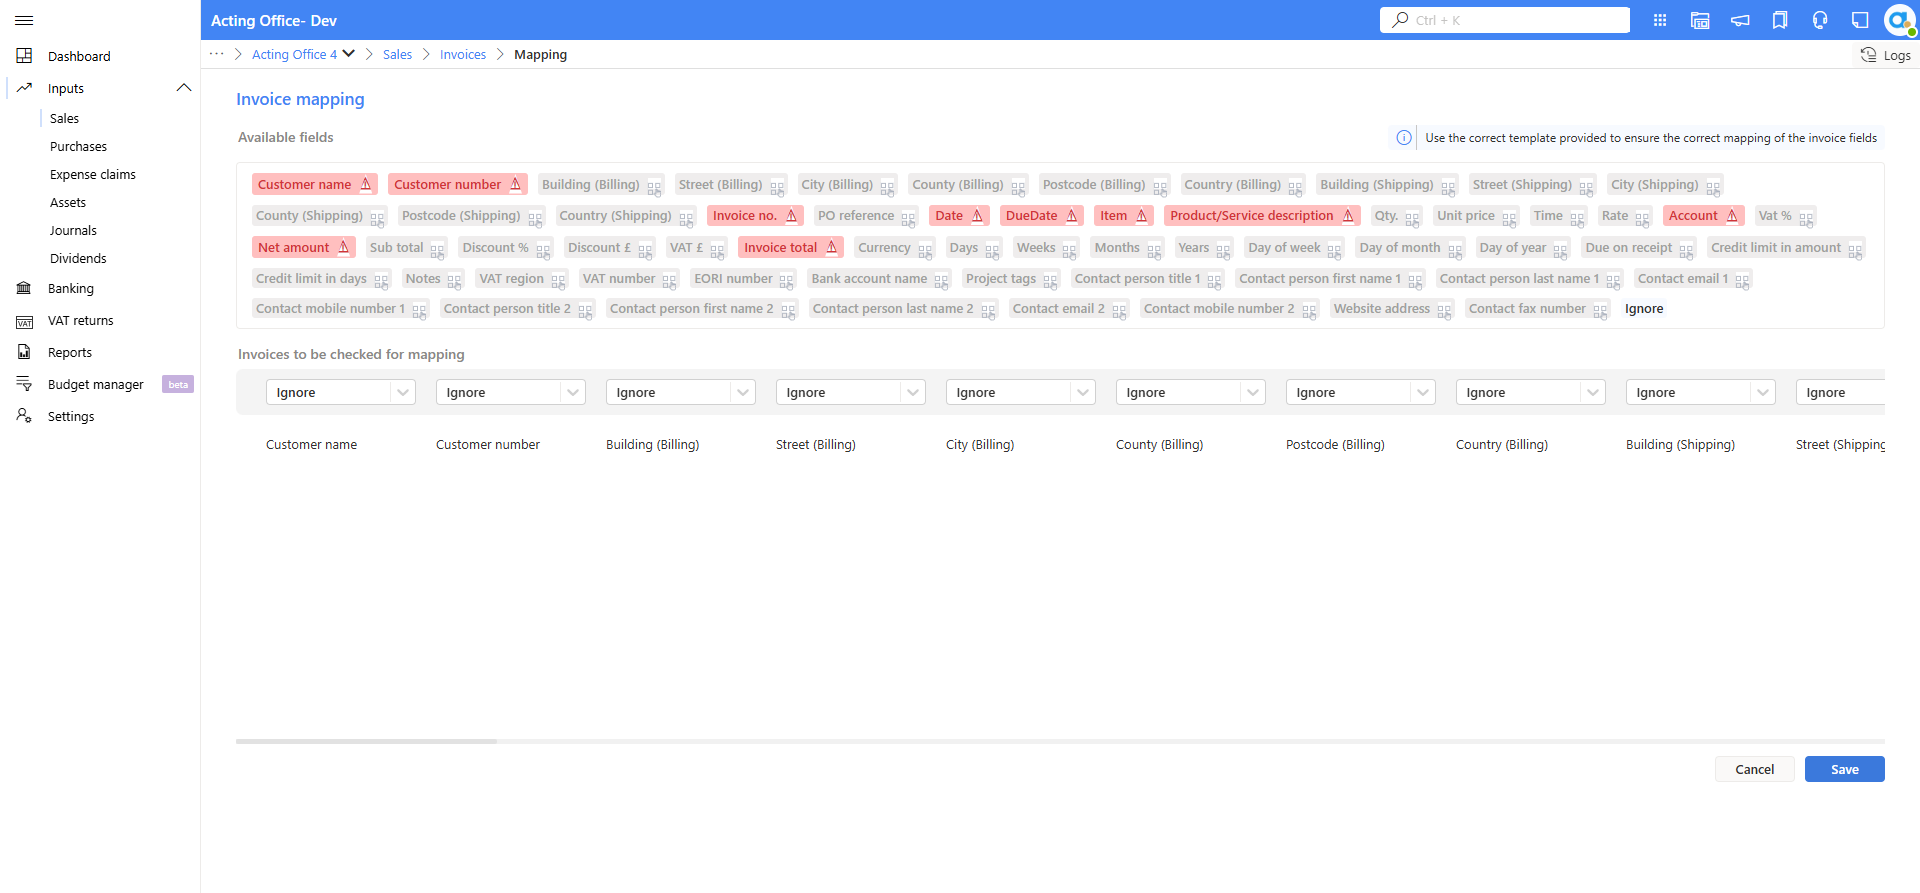 Acting Office- Dev
Ctrl + K
Dashboard
Inputs
Sales
Purchases
Expense claims
Assets
Journals
Dividends
Banking
VAT
VAT returns
Reports
Budget manager beta
Settings
··· Acting Office 4 Sales Invoices Mapping
Logs
Invoice mapping
Available fields
Use the correct template provided to ensure the correct mapping of the invoice fields
Customer name Customer number Building (Billing) Street (Billing) City (Billing) County (Billing) Postcode (Billing) Country (Billing) Building (Shipping) Street (Shipping) City (Shipping)
County (Shipping) Postcode (Shipping) Country (Shipping) Invoice no. PO reference Date DueDate Item Product/Service description Qty. Unit price Time Rate Account Vat %
Net amount Sub total Discount % Discount £ VAT £ Invoice total Currency Days Weeks Months Years Day of week Day of month Day of year Due on receipt Credit limit in amount
Credit limit in days Notes VAT region VAT number EORI number Bank account name Project tags Contact person title 1 Contact person first name 1 Contact person last name 1 Contact email 1
Contact mobile number 1 Contact person title 2 Contact person first name 2 Contact person last name 2 Contact email 2 Contact mobile number 2 Website address Contact fax number Ignore
Invoices to be checked for mapping
Ignore Ignore Ignore Ignore Ignore Ignore Ignore Ignore Ignore Ignore
Customer name Customer number Building (Billing) Street (Billing) City (Billing) County (Billing) Postcode (Billing) Country (Billing) Building (Shipping) Street (Shipping
Cancel Save